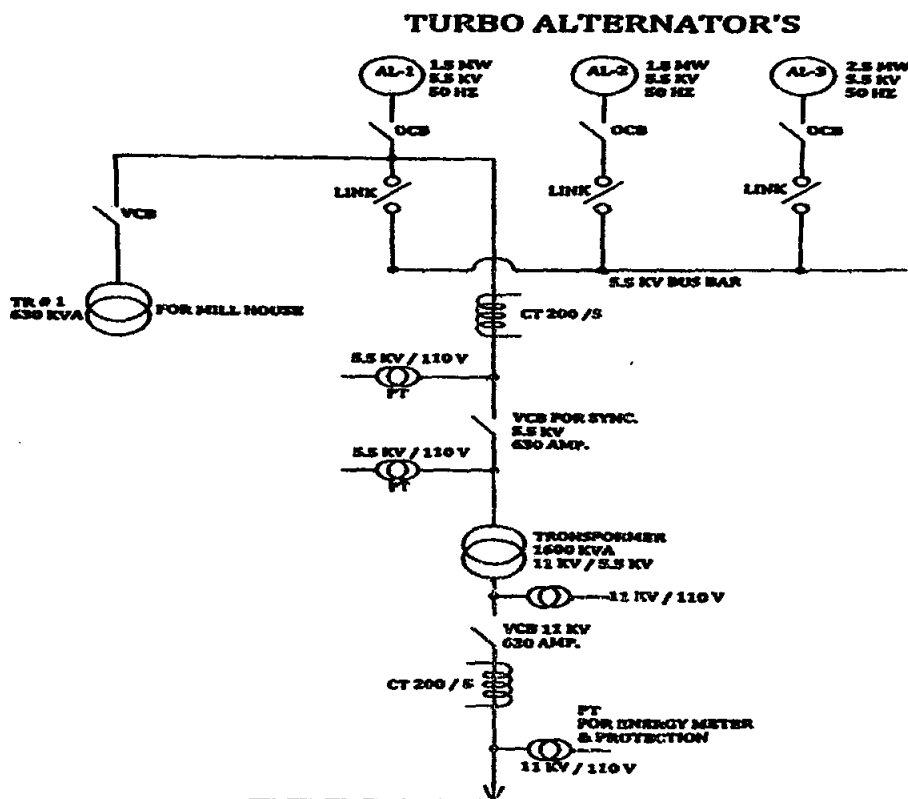 TURBO ALTERNATOR'S
AL-1
1.5 MW
5.5 KV
50 HZ
AL-2
1.5 MW
5.5 KV
50 HZ
AL-3
2.5 MW
5.5 KV
50 HZ
OCB
OCB
OCB
LINK
LINK
LINK
VCB
5.5 KV BUS BAR
TR # 1
630 KVA
FOR MILL HOUSE
CT 200 /5
5.5 KV / 110 V
PT
VCB FOR SYNC.
5.5 KV
630 AMP.
5.5 KV / 110 V
PT
TRONSFORMER
1600 KVA
11 KV / 5.5 KV
11 KV / 110 V
VCB 11 KV
630 AMP.
CT 200 / 5
PT
FOR ENERGY METER
& PROTECTION
11 KV / 110 V